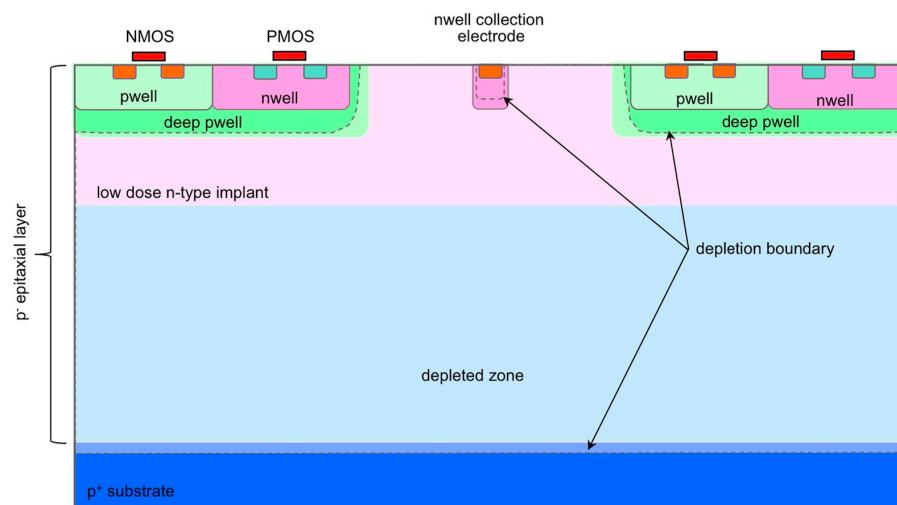 nwell collection
electrode
NMOS
PMOS
pwell
nwell
deep pwell
pwell
nwell
deep pwell
low dose n-type implant
depletion boundary
p- epitaxial layer
depleted zone
p+ substrate